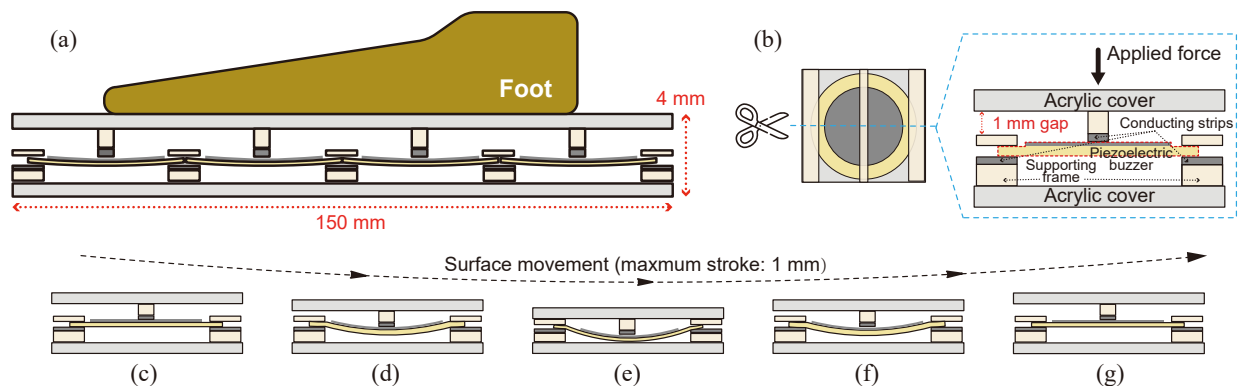 (a)
Foot
4 mm
150 mm
(b)
Applied force
Acrylic cover
1 mm gap
Conducting strips
Piezoelectric
Supporting buzzer
frame
Acrylic cover
Surface movement (maxmum stroke: 1 mm)
(c)
(d)
(e)
(f)
(g)